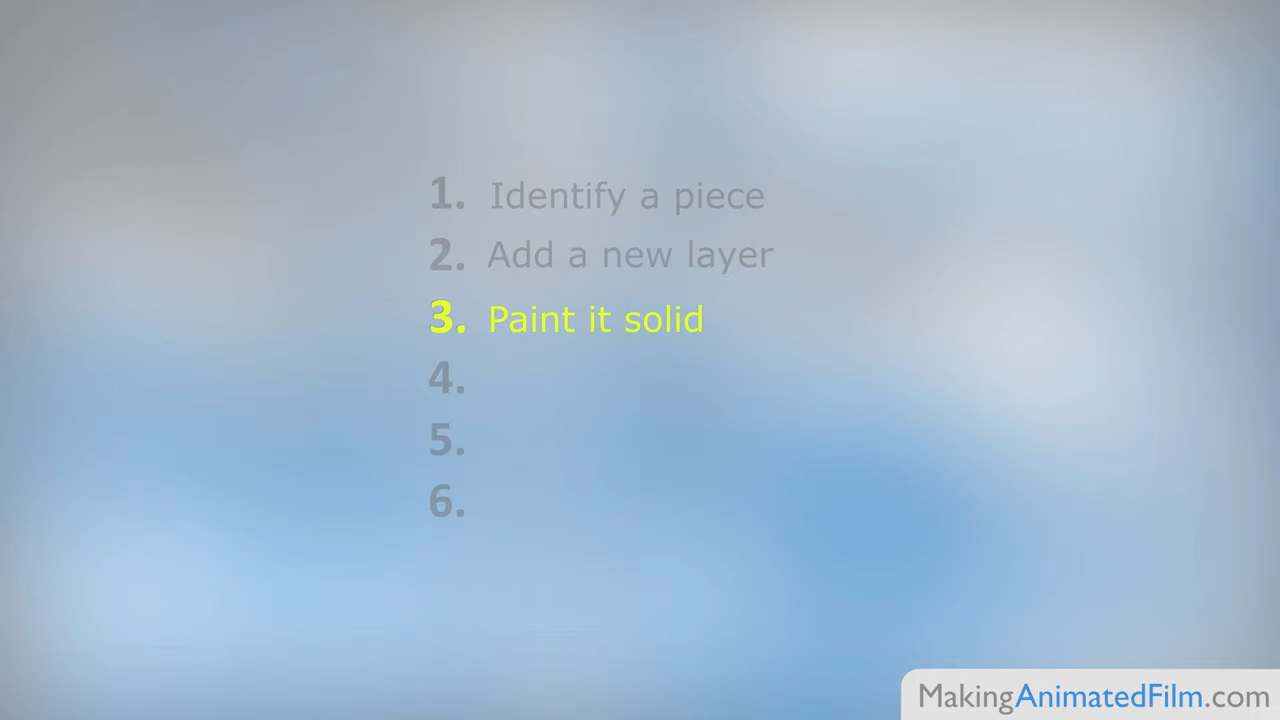 1. Identify a piece
2. Add a new layer
3. Paint it solid
4.
5.
6.
MakingAnimatedFilm.com